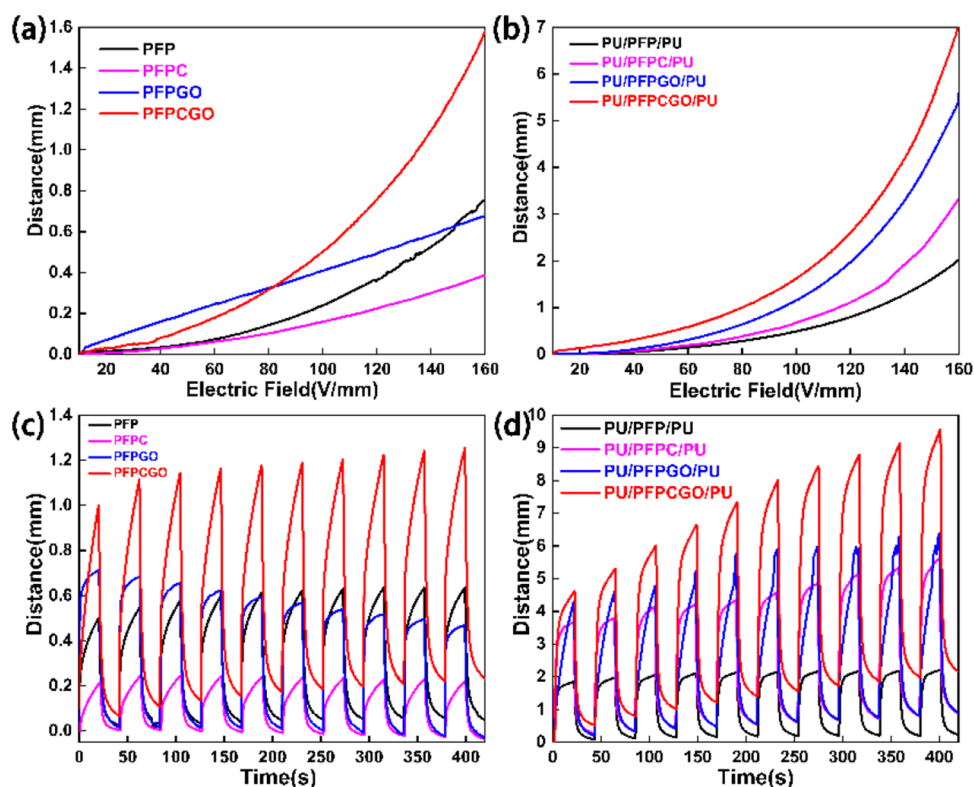 (a)
PFP
PFPC
PFPGO
PFPCGO
Distance(mm)
1.6
1.4
1.2
1.0
0.8
0.6
0.4
0.2
0.0
20 40 60 80 100 120 140 160
Electric Field(V/mm)
(b)
PU/PFP/PU
PU/PFPC/PU
PU/PFPGO/PU
PU/PFPCGO/PU
Distance(mm)
7
6
5
4
3
2
1
0
20 40 60 80 100 120 140 160
Electric Field(V/mm)
(c)
PFP
PFPC
PFPGO
PFPCGO
Distance(mm)
1.4
1.2
1.0
0.8
0.6
0.4
0.2
0.0
0 50 100 150 200 250 300 350 400
Time(s)
(d)
PU/PFP/PU
PU/PFPC/PU
PU/PFPGO/PU
PU/PFPCGO/PU
Distance(mm)
10
9
8
7
6
5
4
3
2
1
0
0 50 100 150 200 250 300 350 400
Time(s)